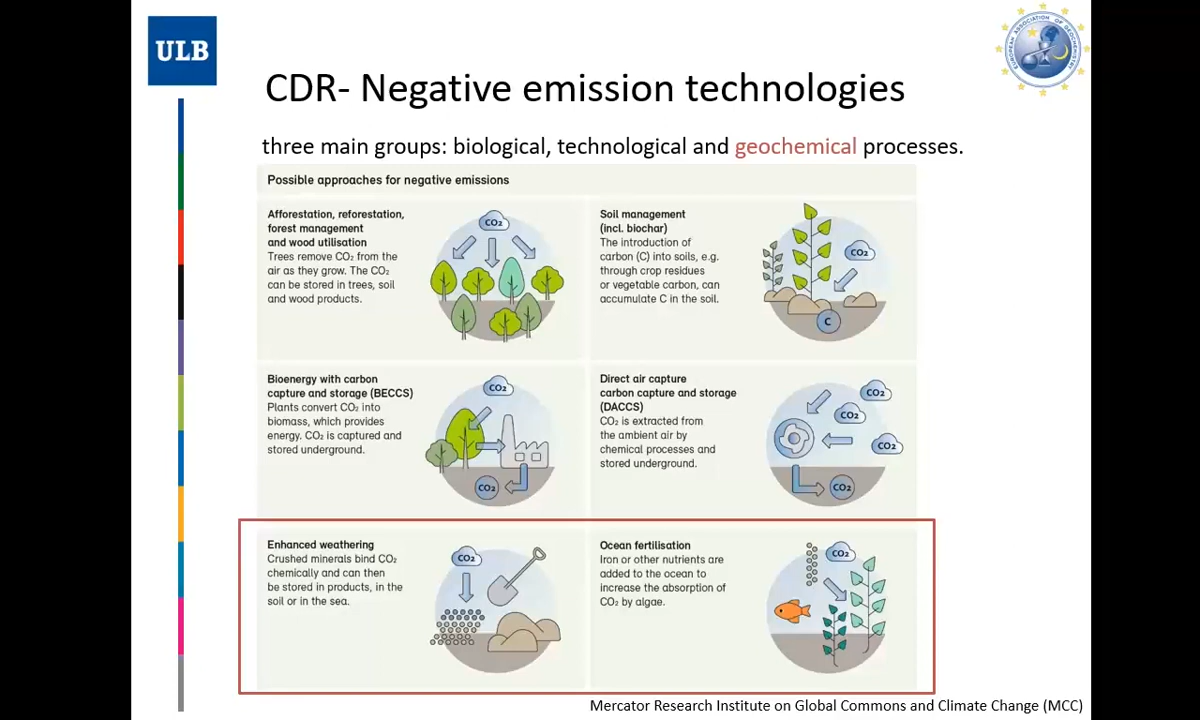 ULB
EUROPEAN ASSOCIATION OF GEOCHEMISTRY
CDR- Negative emission technologies
three main groups: biological, technological and geochemical processes.
Possible approaches for negative emissions
Afforestation, reforestation,
forest management
and wood utilisation
Trees remove CO₂ from the
air as they grow. The CO₂
can be stored in trees, soil
and wood products.
CO₂
Soil management
(incl. biochar)
The introduction of
carbon (C) into soils, e.g.
through crop residues
or vegetable carbon, can
accumulate C in the soil.
CO₂
C
Bioenergy with carbon
capture and storage (BECCS)
Plants convert CO₂ into
biomass, which provides
energy. CO₂ is captured and
stored underground.
CO₂
CO₂
Direct air capture
carbon capture and storage
(DACCS)
CO₂ is extracted from
the ambient air by
chemical processes and
stored underground.
CO₂
CO₂
CO₂
CO₂
Enhanced weathering
Crushed minerals bind CO₂
chemically and can then
be stored in products, in the
soil or in the sea.
CO₂
Ocean fertilisation
Iron or other nutrients are
added to the ocean to
increase the absorption of
CO₂ by algae.
CO₂
Mercator Research Institute on Global Commons and Climate Change (MCC)